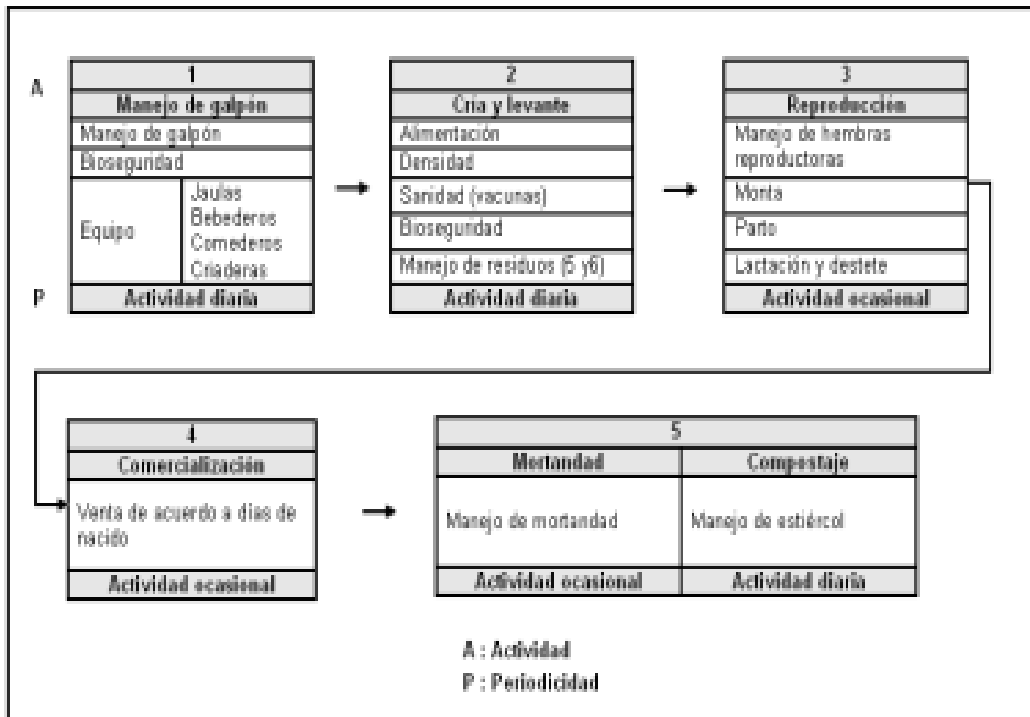 A
1
Manejo de galpón
Manejo de galpón
Bioseguridad
Equipo
Jaulas
Bebederos
Comederos
Criaderas
P
Actividad diaria
2
Cria y levante
Alimentación
Densidad
Sanidad (vacunas)
Bioseguridad
Manejo de residuos (5 y6)
Actividad diaria
3
Reproducción
Manejo de hembras
reproductoras
Monta
Parto
Lactación y destete
Actividad ocasional
4
Comercialización
Venta de acuerdo a dias de
nacido
Actividad ocasional
5
Mortandad
Manejo de mortandad
Actividad ocasional
Compostaje
Manejo de estiércol
Actividad diaria
A : Actividad
P : Periodicidad